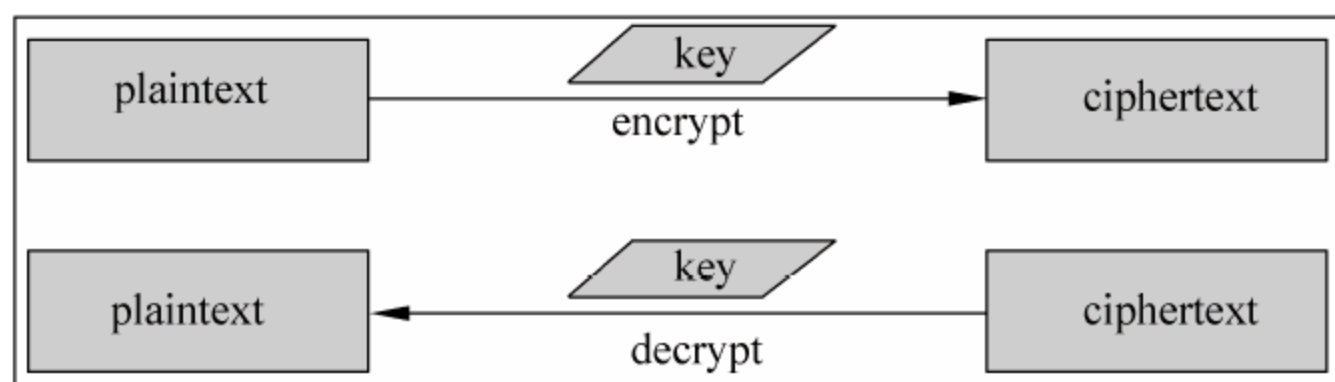 plaintext
key
encrypt
ciphertext
plaintext
key
decrypt
ciphertext